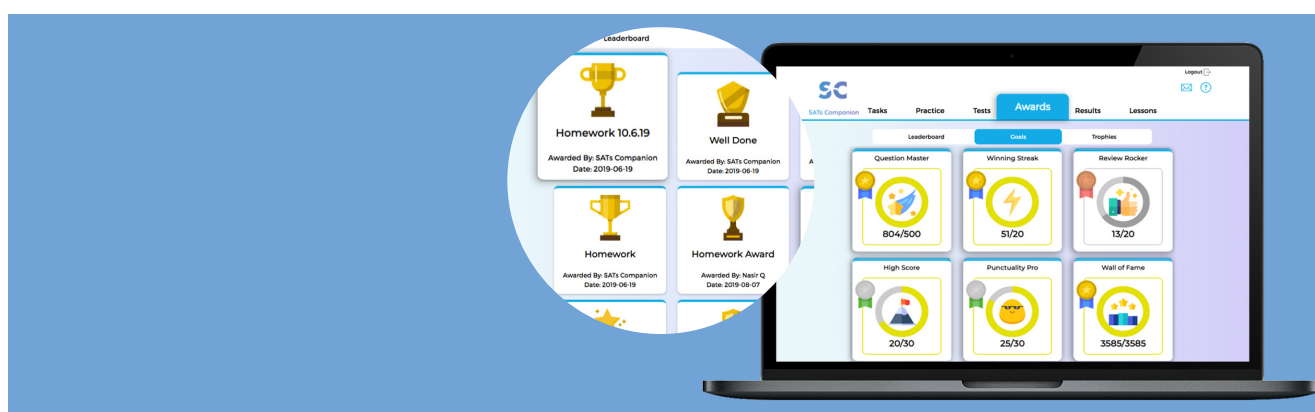 Leaderboard
Homework 10.6.19
Awarded By: SATs Companion
Date: 2019-06-19
Well Done
Awarded By: SATs Companion
Date: 2019-06-19
Homework
Awarded By: SATs Companion
Date: 2019-06-19
Homework Award
Awarded By: Nasir Q
Date: 2019-08-07
A
Logout
?
SC
SATs Companion
Tasks Practice Tests Awards Results Lessons
Leaderboard Goals Trophies
Question Master
804/500
Winning Streak
51/20
Review Rocker
13/20
High Score
20/30
Punctuality Pro
25/30
Wall of Fame
3585/3585